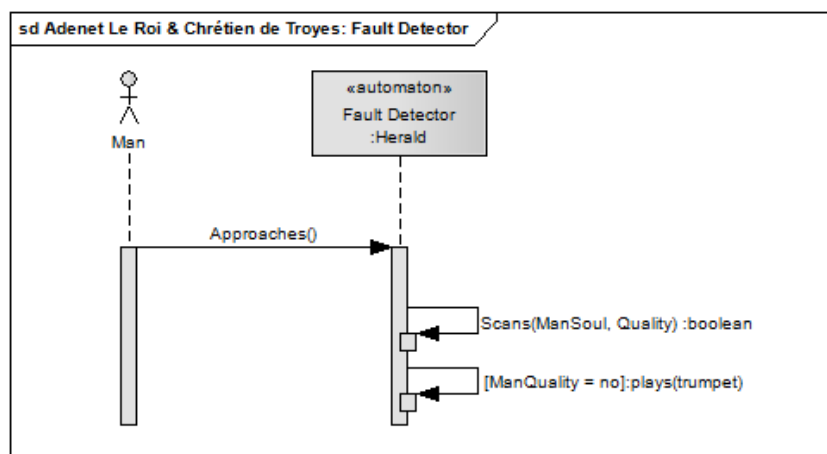 sd Adenet Le Roi & Chrétien de Troyes: Fault Detector
«automaton»
Fault Detector
:Herald
Man
Approaches()
Scans(ManSoul, Quality) :boolean
[ManQuality = no]:plays(trumpet)